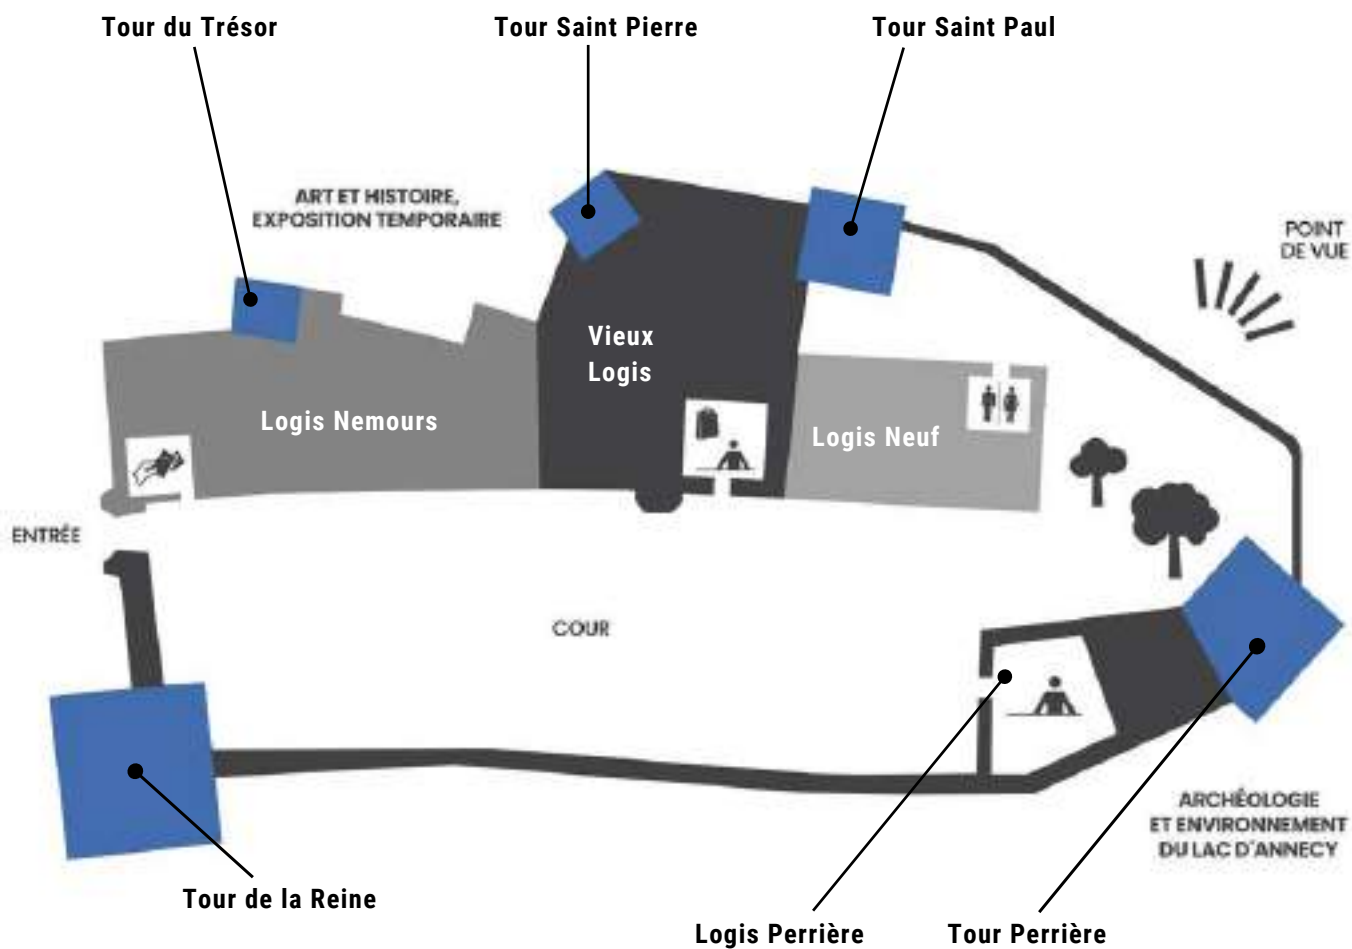 Tour du Trésor
Tour Saint Pierre
Tour Saint Paul
ART ET HISTOIRE,
EXPOSITION TEMPORAIRE
POINT
DE VUE
Vieux
Logis
Logis Nemours
Logis Neuf
ENTRÉE
COUR
ARCHÉOLOGIE
ET ENVIRONNEMENT
DU LAC D'ANNECY
Tour de la Reine
Logis Perrière
Tour Perrière